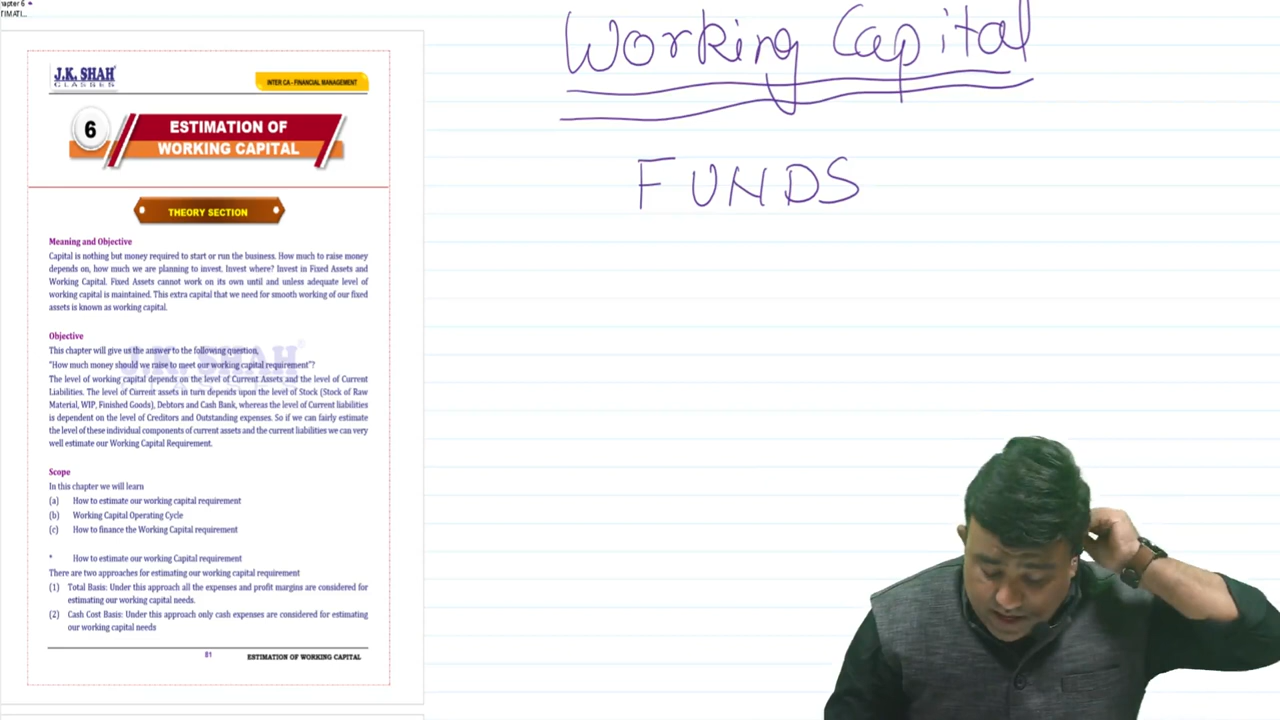 apter 6
TIMATI...
J.K. SHAH
CLASSES
INTER CA - FINANCIAL MANAGEMENT
6
ESTIMATION OF
WORKING CAPITAL
THEORY SECTION
Meaning and Objective
Capital is nothing but money required to start or run the business. How much to raise money
depends on, how much we are planning to invest. Invest where? Invest in Fixed Assets and
Working Capital. Fixed Assets cannot work on its own until and unless adequate level of
working capital is maintained. This extra capital that we need for smooth working of our fixed
assets is known as working capital.
Objective
This chapter will give us the answer to the following question,
"How much money should we raise to meet our working capital requirement"?
The level of working capital depends on the level of Current Assets and the level of Current
Liabilities. The level of Current assets in turn depends upon the level of Stock (Stock of Raw
Material, WIP, Finished Goods), Debtors and Cash Bank, whereas the level of Current liabilities
is dependent on the level of Creditors and Outstanding expenses. So if we can fairly estimate
the level of these individual components of current assets and the current liabilities we can very
well estimate our Working Capital Requirement.
J.K. SHAH
Scope
In this chapter we will learn
(a) How to estimate our working capital requirement
(b) Working Capital Operating Cycle
(c) How to finance the Working Capital requirement
* How to estimate our working Capital requirement
There are two approaches for estimating our working capital requirement
(1) Total Basis: Under this approach all the expenses and profit margins are considered for
estimating our working capital needs.
(2) Cash Cost Basis: Under this approach only cash expenses are considered for estimating
our working capital needs
81 ESTIMATION OF WORKING CAPITAL
Working Capital
FUNDS